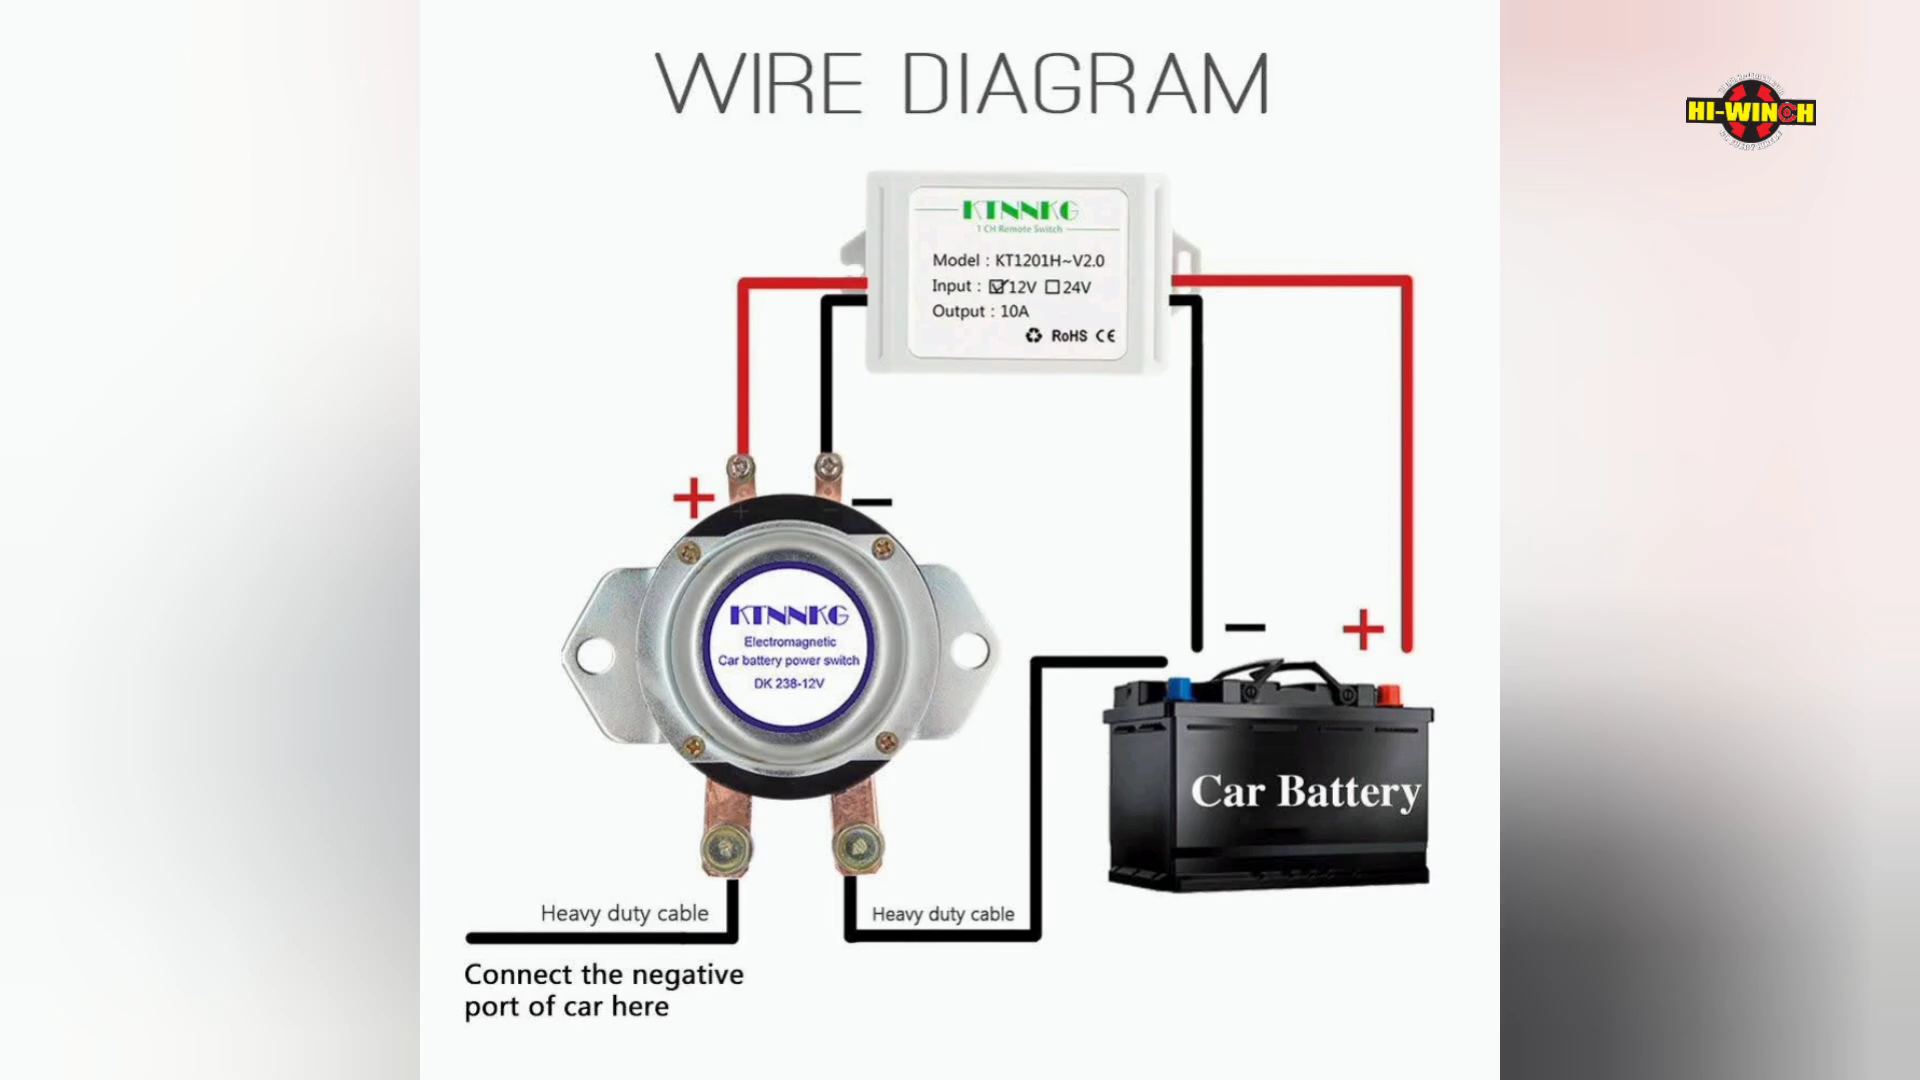 WIRE DIAGRAM
HI-WINCH
KTNNKG
1 CH Remote Switch
Model : KT1201H~V2.0
Input : 12V 24V
Output : 10A
RoHS CE
+
−
+ −
− +
KTNNKG
Electromagnetic
Car battery power switch
DK 238-12V
Car Battery
Heavy duty cable
Heavy duty cable
Connect the negative
port of car here